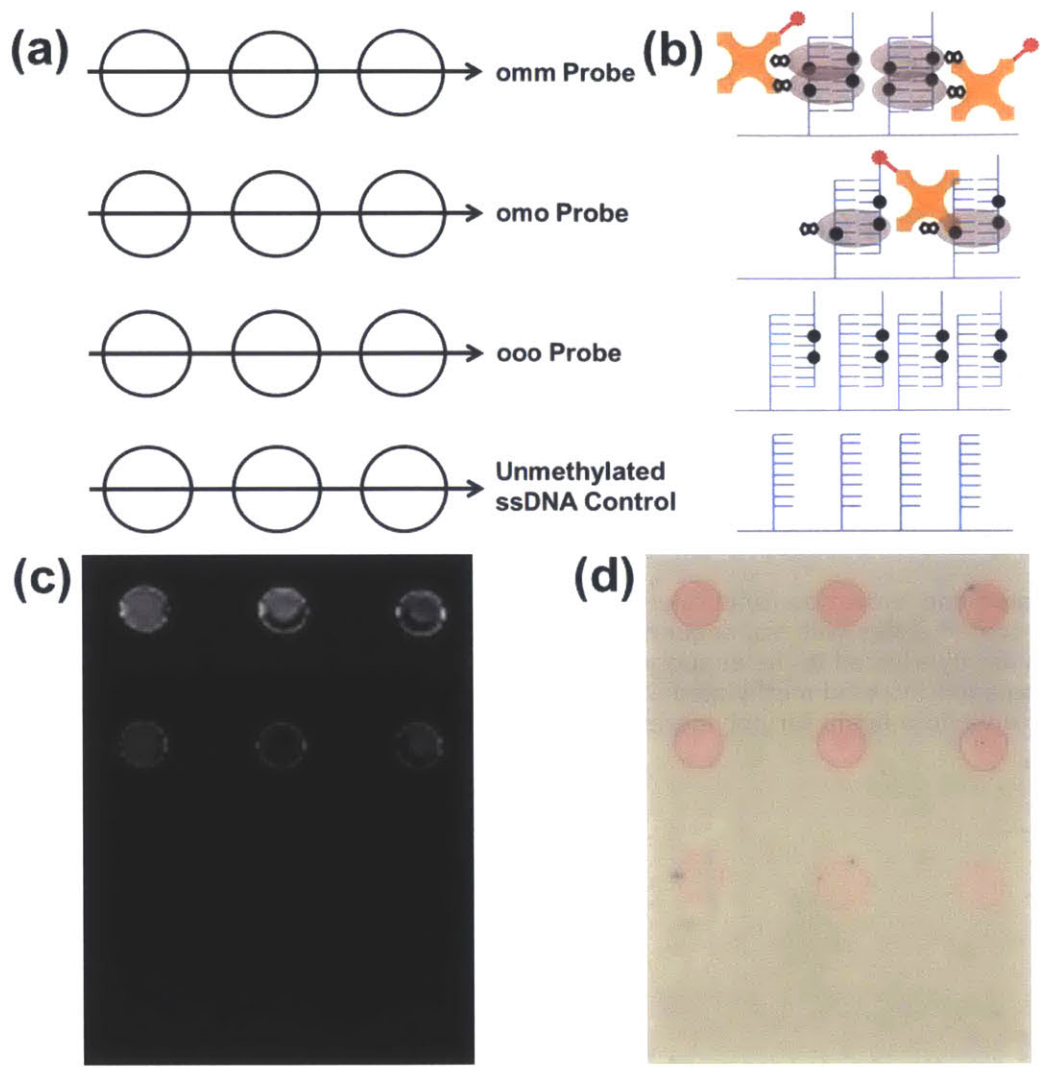 (a)
omm Probe
omo Probe
ooo Probe
Unmethylated
ssDNA Control
(b)
(c)
(d)